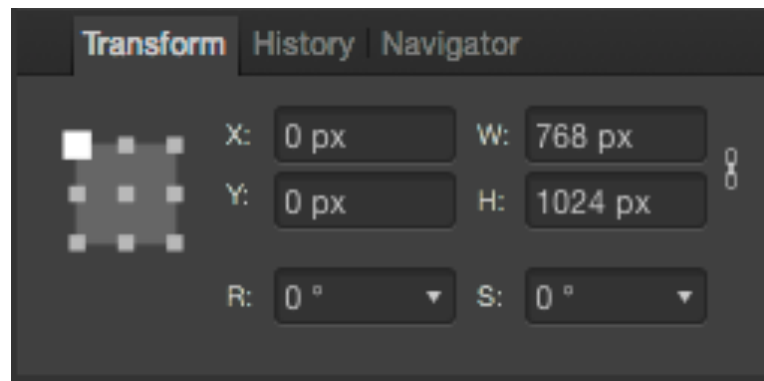 Transform History Navigator
X: 0 px W: 768 px
Y: 0 px H: 1024 px
R: 0 ° S: 0 °